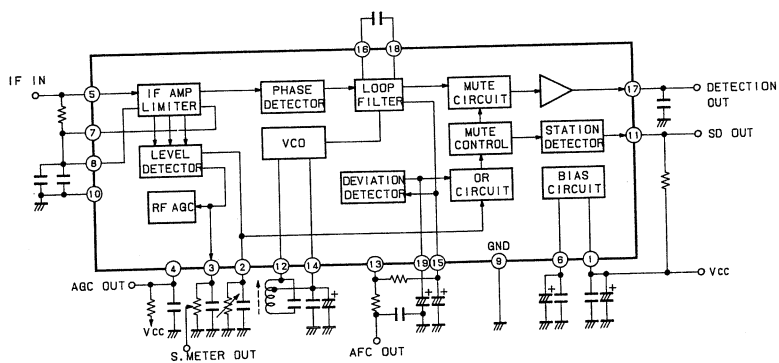 16
18
IF IN
5
IF AMP
LIMITER
PHASE
DETECTOR
LOOP
FILTER
MUTE
CIRCUIT
17
DETECTION
OUT
7
8
10
LEVEL
DETECTOR
VCO
MUTE
CONTROL
STATION
DETECTOR
11
SD OUT
RF AGC
DEVIATION
DETECTOR
OR
CIRCUIT
BIAS
CIRCUIT
GND
4
3
2
12
14
13
19
15
9
6
1
AGC OUT
VCC
+
+
+
+
+
VCC
S.METER OUT
AFC OUT